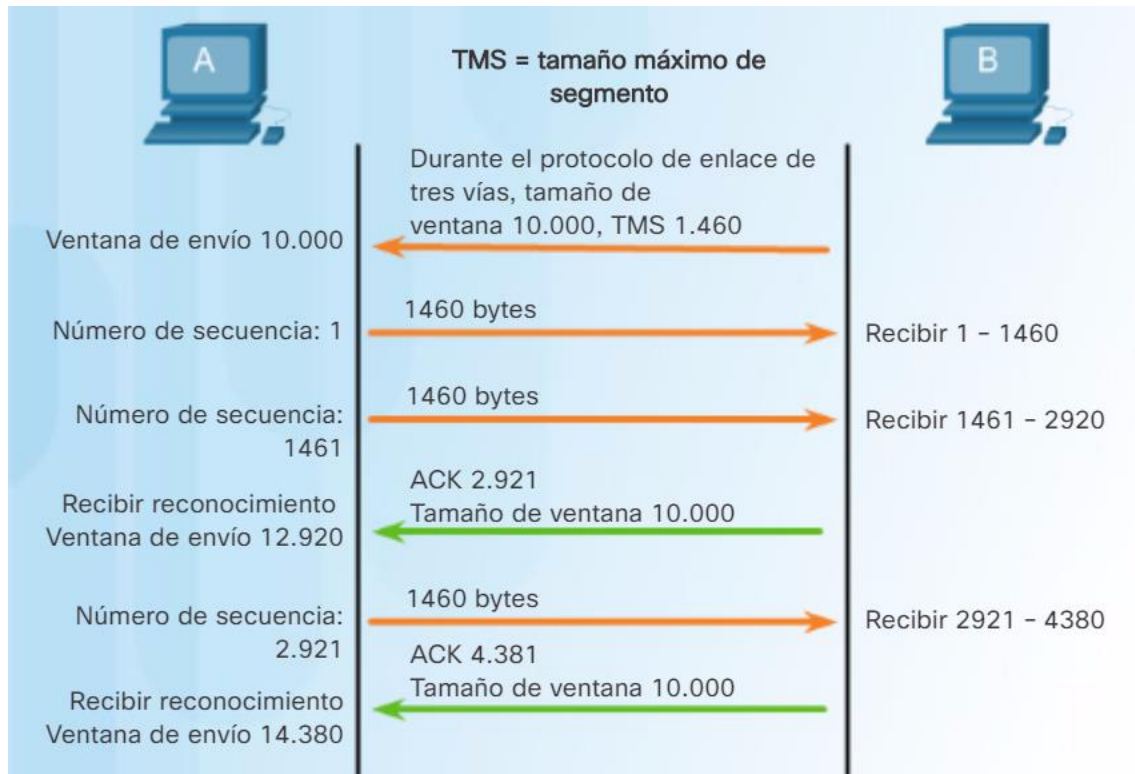 A
TMS = tamaño máximo de
segmento
B
Durante el protocolo de enlace de
tres vías, tamaño de
ventana 10.000, TMS 1.460
Ventana de envío 10.000
1460 bytes
Número de secuencia: 1
Recibir 1 – 1460
1460 bytes
Número de secuencia:
1461
Recibir 1461 – 2920
ACK 2.921
Tamaño de ventana 10.000
Recibir reconocimiento
Ventana de envío 12.920
1460 bytes
Número de secuencia:
2.921
Recibir 2921 – 4380
ACK 4.381
Tamaño de ventana 10.000
Recibir reconocimiento
Ventana de envío 14.380